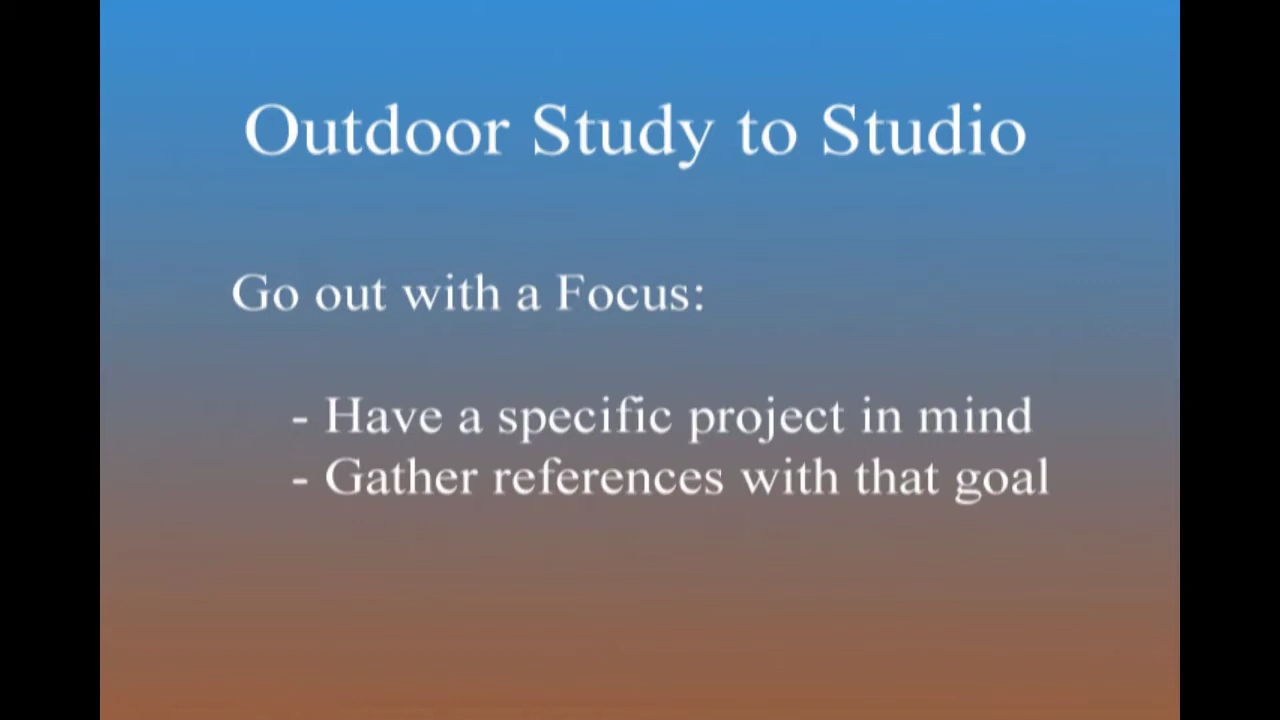 Outdoor Study to Studio
Go out with a Focus:
- Have a specific project in mind
- Gather references with that goal